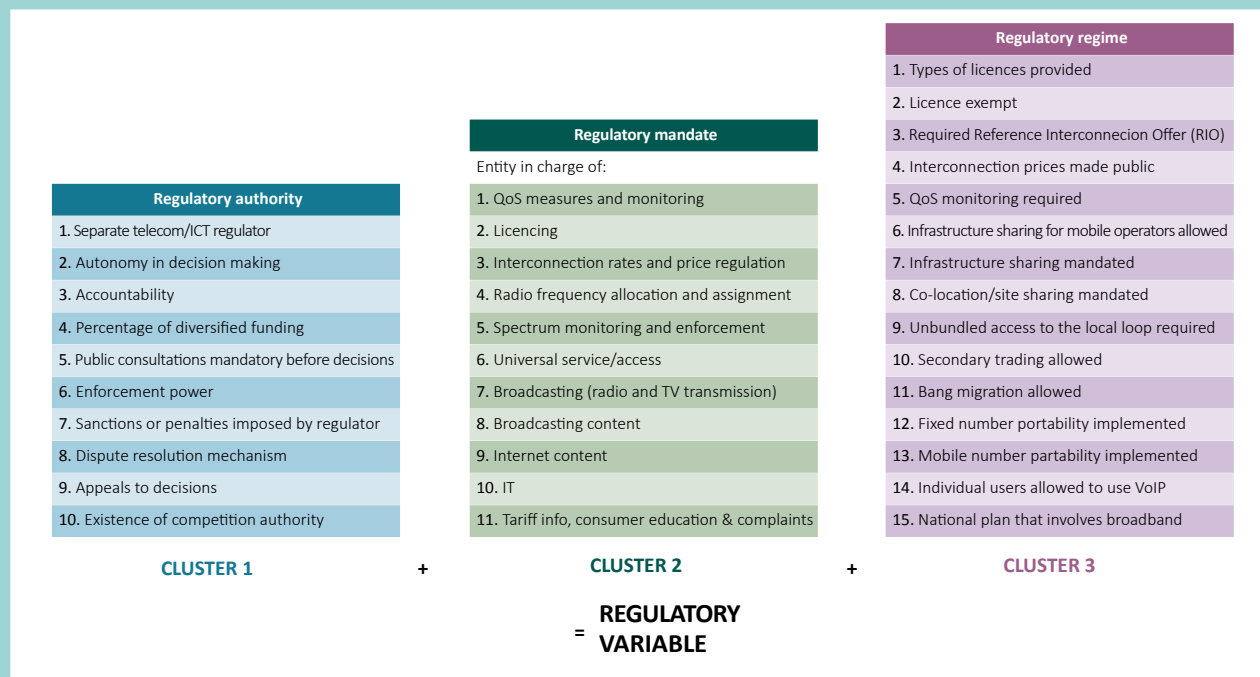 Regulatory authority
1. Separate telecom/ICT regulator
2. Autonomy in decision making
3. Accountability
4. Percentage of diversified funding
5. Public consultations mandatory before decisions
6. Enforcement power
7. Sanctions or penalties imposed by regulator
8. Dispute resolution mechanism
9. Appeals to decisions
10. Existence of competition authority
CLUSTER 1
+
Regulatory mandate
Entity in charge of:
1. QoS measures and monitoring
2. Licencing
3. Interconnection rates and price regulation
4. Radio frequency allocation and assignment
5. Spectrum monitoring and enforcement
6. Universal service/access
7. Broadcasting (radio and TV transmission)
8. Broadcasting content
9. Internet content
10. IT
11. Tariff info, consumer education & complaints
CLUSTER 2
+
Regulatory regime
1. Types of licences provided
2. Licence exempt
3. Required Reference Interconnecion Offer (RIO)
4. Interconnection prices made public
5. QoS monitoring required
6. Infrastructure sharing for mobile operators allowed
7. Infrastructure sharing mandated
8. Co-location/site sharing mandated
9. Unbundled access to the local loop required
10. Secondary trading allowed
11. Bang migration allowed
12. Fixed number portability implemented
13. Mobile number partability implemented
14. Individual users allowed to use VoIP
15. National plan that involves broadband
CLUSTER 3
= REGULATORY
VARIABLE